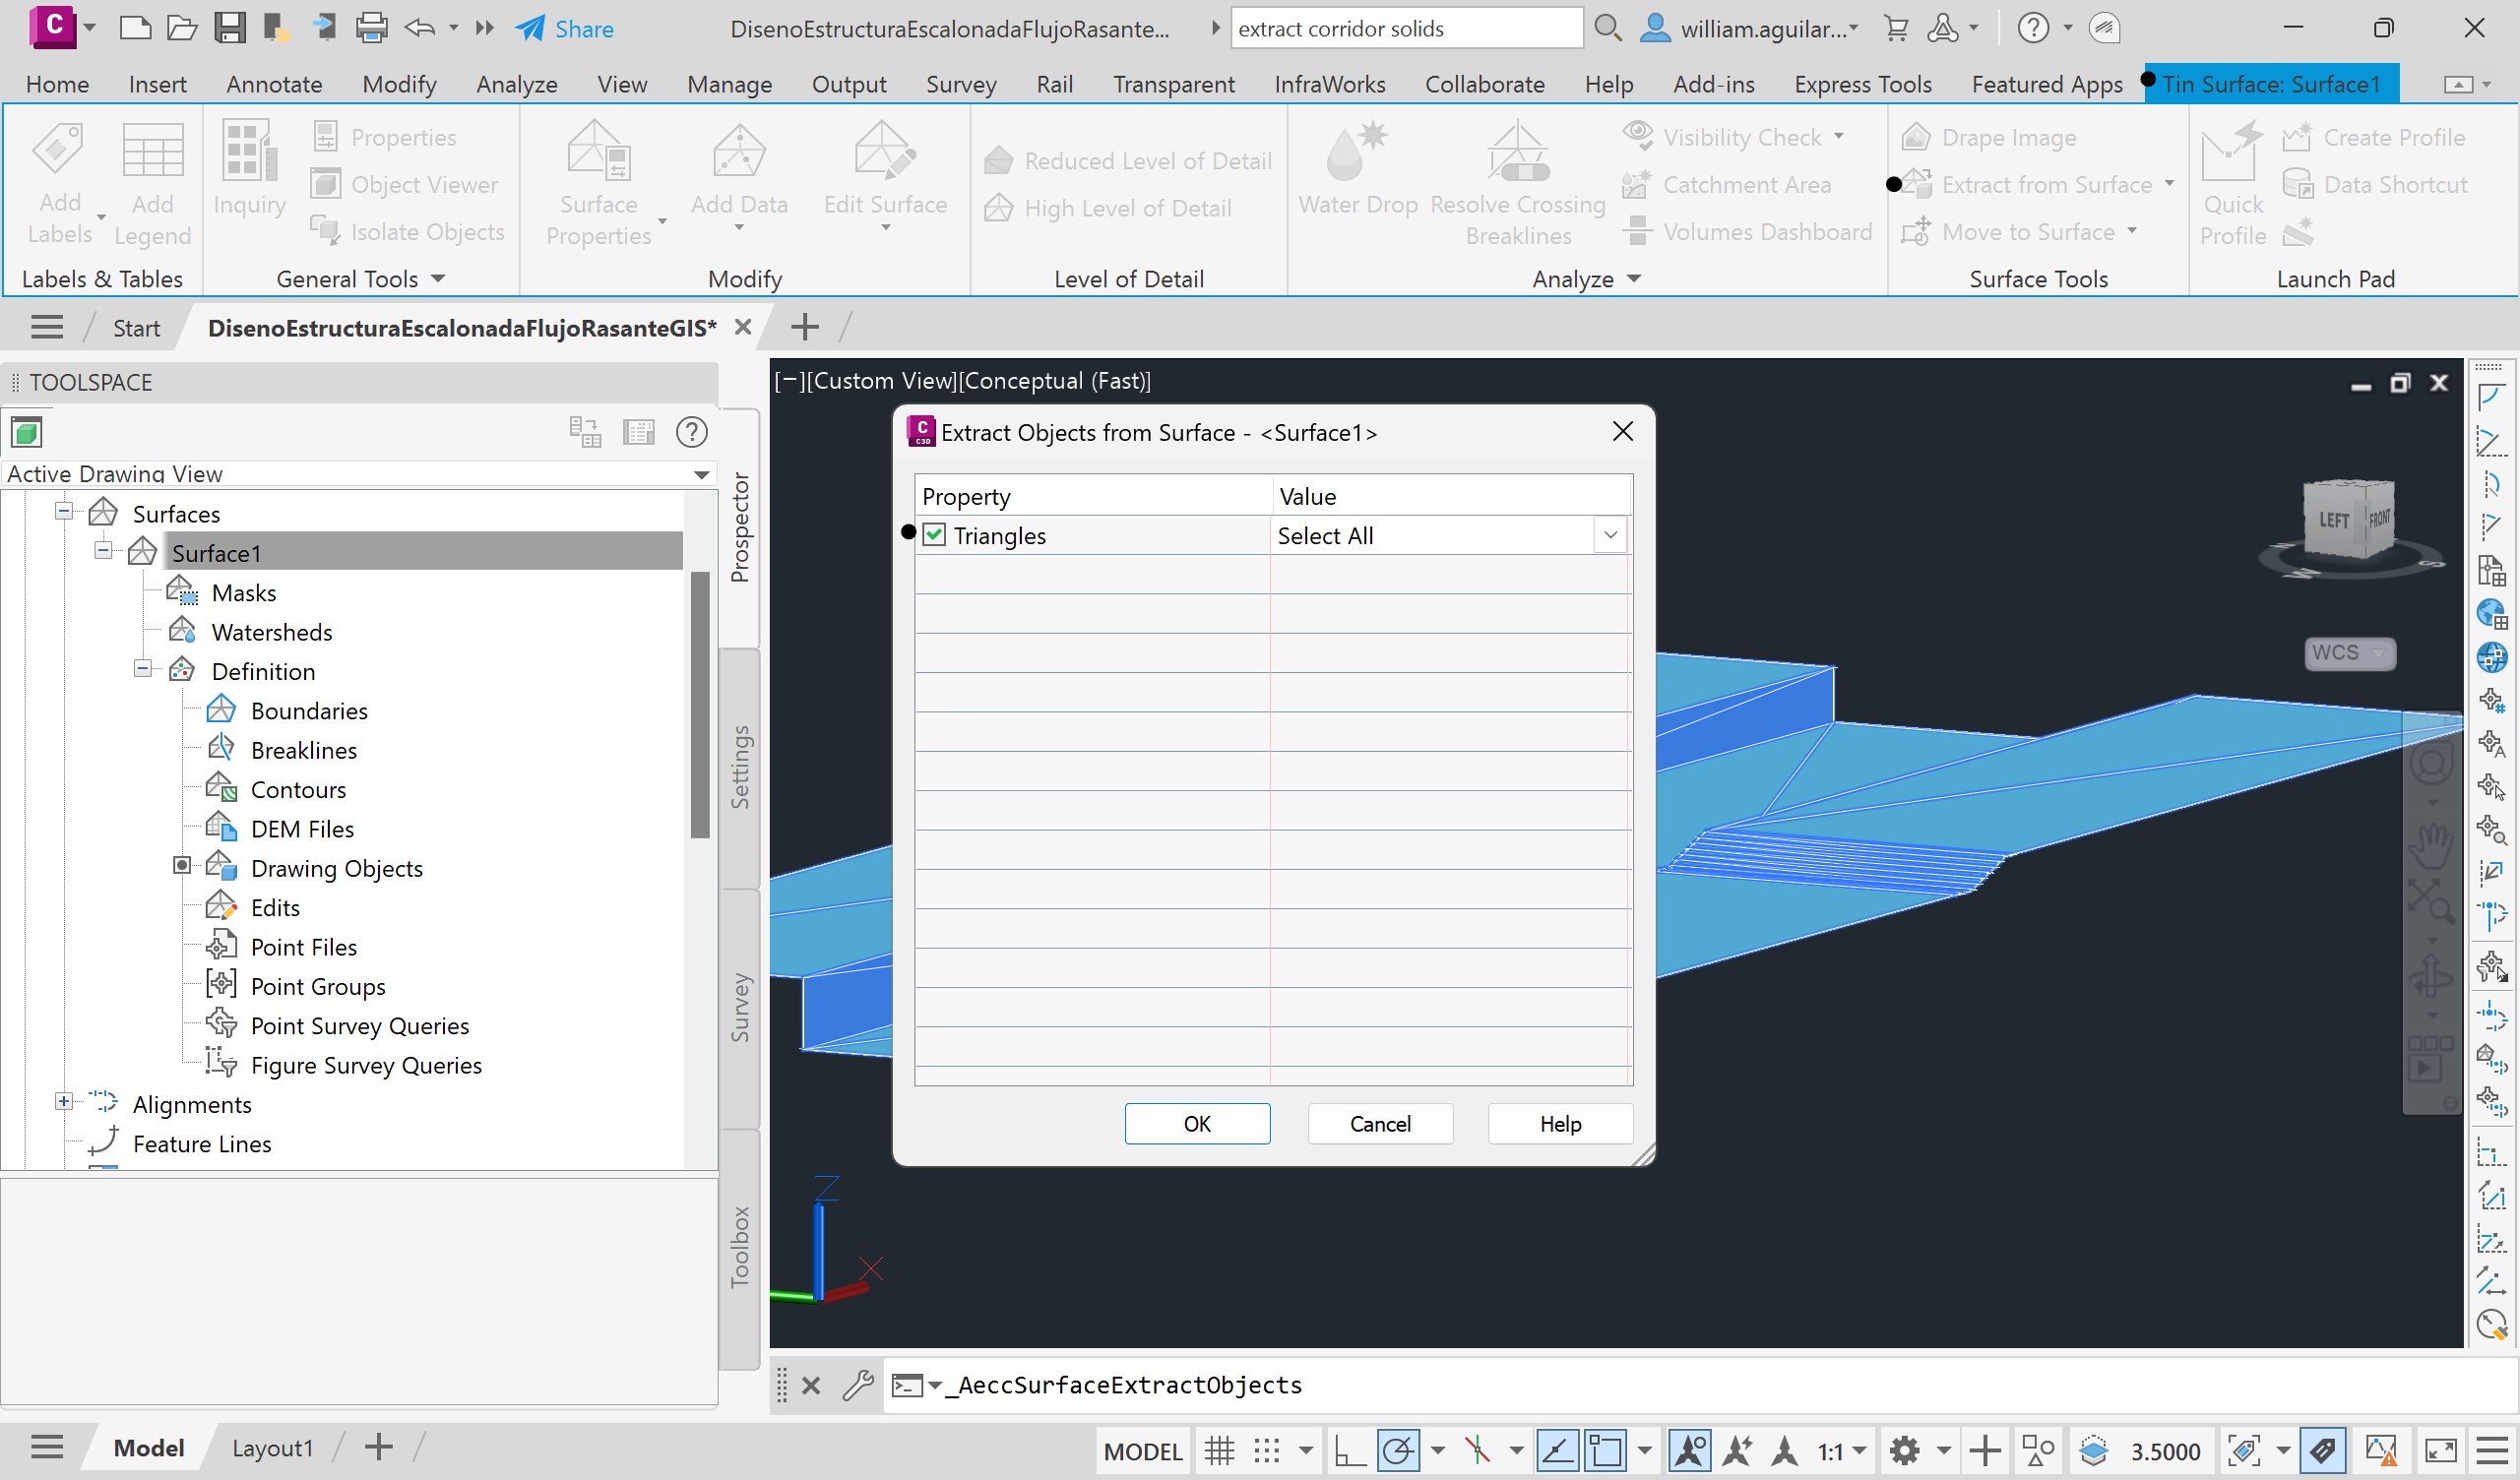 C
Share
DisenoEstructuraEscalonadaFlujoRasante...
extract corridor solids
william.aguilar...
Home Insert Annotate Modify Analyze View Manage Output Survey Rail Transparent InfraWorks Collaborate Help Add-ins Express Tools Featured Apps Tin Surface: Surface1
Add Labels
Add Legend
Labels & Tables
Inquiry
Properties
Object Viewer
Isolate Objects
General Tools
Surface Properties
Add Data
Edit Surface
Modify
Reduced Level of Detail
High Level of Detail
Level of Detail
Water Drop
Resolve Crossing Breaklines
Visibility Check
Catchment Area
Volumes Dashboard
Analyze
Drape Image
Extract from Surface
Move to Surface
Surface Tools
Quick Profile
Create Profile
Data Shortcut
Launch Pad
Start
DisenoEstructuraEscalonadaFlujoRasanteGIS*
TOOLSPACE
Active Drawing View
Surfaces
Surface1
Masks
Watersheds
Definition
Boundaries
Breaklines
Contours
DEM Files
Drawing Objects
Edits
Point Files
Point Groups
Point Survey Queries
Figure Survey Queries
Alignments
Feature Lines
Prospector
Settings
Survey
Toolbox
[−][Custom View][Conceptual (Fast)]
C
C3D
Extract Objects from Surface - <Surface1>
Property Value
Triangles Select All
OK Cancel Help
LEFT FRONT
W S
WCS
Z
X
_AeccSurfaceExtractObjects
Model Layout1
MODEL
1:1
3.5000